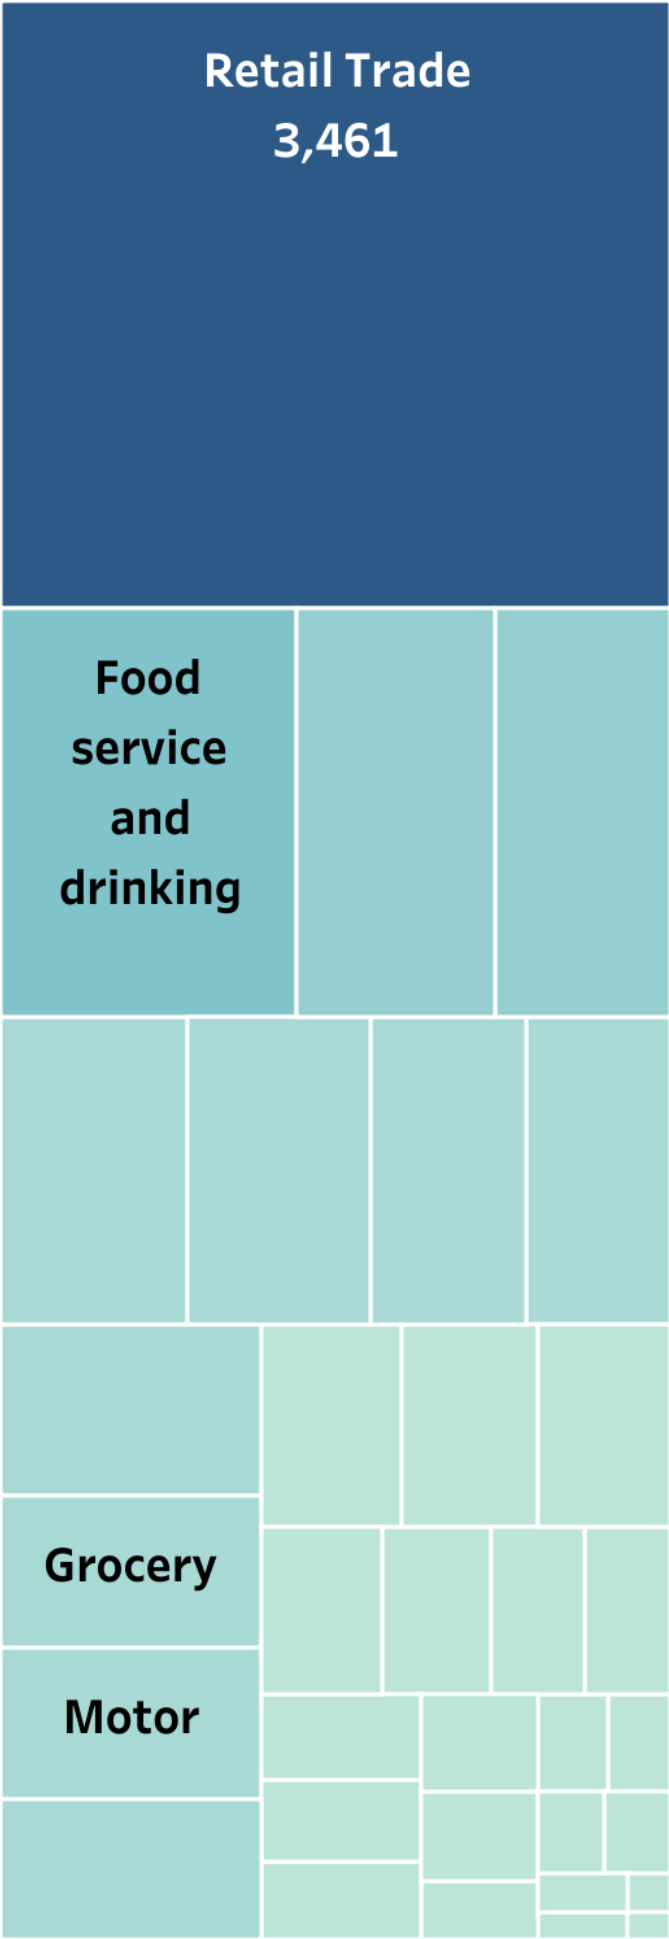 Retail Trade
3,461
Food
service
and
drinking
Grocery
Motor